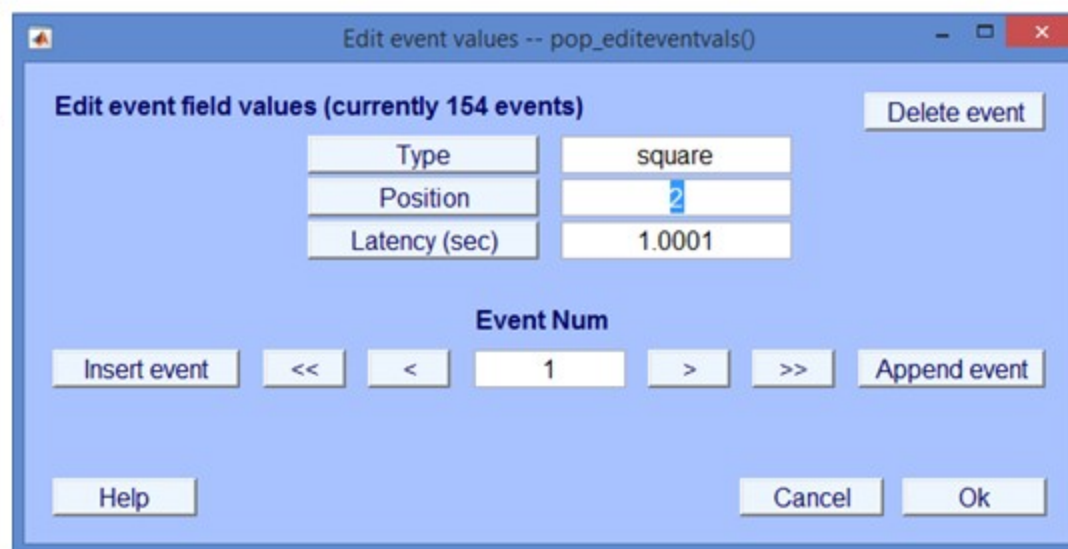 Edit event values -- pop_editeventvals()
Edit event field values (currently 154 events)
Delete event
Type square
Position 2
Latency (sec) 1.0001
Event Num
Insert event << < 1 > >> Append event
Help Cancel Ok